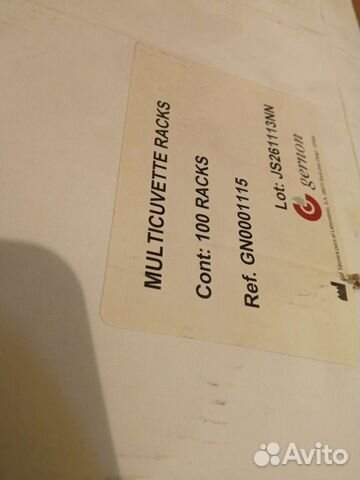 MULTICUVETTE RACKS
Cont: 100 RACKS
Ref. GN0001115
Lot: JS261113NN
gernon
Avito